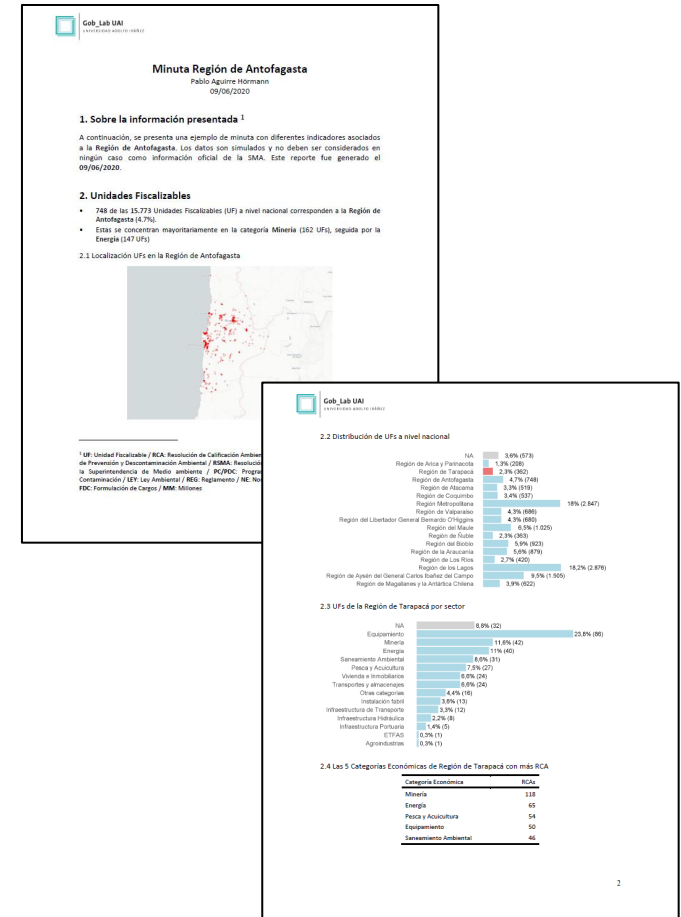 Gob_Lab UAI
UNIVERSIDAD ADOLFO IBÁÑEZ
Minuta Región de Antofagasta
Pablo Aguirre Hörmann
09/06/2020
1. Sobre la información presentada 1
A continuación, se presenta un ejemplo de minuta con diferentes indicadores asociados
a la Región de Antofagasta. Los datos son simulados y no deben ser considerados en
ningún caso como información oficial de la SMA. Este reporte fue generado el
09/06/2020.
2. Unidades Fiscalizables
• 748 de las 15.773 Unidades Fiscalizables (UF) a nivel nacional corresponden a la Región de
Antofagasta (4.7%).
• Estas se concentran mayoritariamente en la categoría Minería (162 UFs), seguida por la
Energía (147 UFs)
2.1 Localización UFs en la Región de Antofagasta
1 UF: Unidad Fiscalizable / RCA: Resolución de Calificación
de Prevención y Descontaminación Ambiental / RSMA:
la Superintendencia de Medio ambiente / PC/PDC:
Contaminación / LEY: Ley Ambiental / REG: Reglamento / NE:
FDC: Formulación de Cargos / MM: Millones
Gob_Lab UAI
UNIVERSIDAD ADOLFO IBÁÑEZ
2.2 Distribución de UFs a nivel nacional
NA 3,6% (573)
Región de Arica y Parinacota 1,3% (208)
Región de Tarapacá 2,3% (362)
Región de Antofagasta 4,7% (748)
Región de Atacama 3,3% (519)
Región de Coquimbo 3,4% (537)
Región Metropolitana 18% (2.847)
Región de Valparaíso 4,3% (686)
Región del Libertador General Bernardo O'Higgins 4,3% (680)
Región del Maule 6,5% (1.025)
Región de Ñuble 2,3% (363)
Región del Biobío 5,9% (923)
Región de la Araucanía 5,6% (879)
Región de Los Ríos 2,7% (420)
Región de los Lagos 18,2% (2.876)
Región de Aysén del General Carlos Ibáñez del Campo 9,5% (1.505)
Región de Magallanes y la Antártica Chilena 3,9% (622)
2.3 UFs de la Región de Tarapacá por sector
NA 8,8% (32)
Equipamiento 23,8% (86)
Minería 11,6% (42)
Energía 11% (40)
Saneamiento Ambiental 8,6% (31)
Pesca y Acuicultura 7,5% (27)
Vivienda e Inmobiliarios 6,6% (24)
Transportes y almacenajes 6,6% (24)
Otras categorías 4,4% (16)
Instalación fabril 3,6% (13)
Infraestructura de Transporte 3,3% (12)
Infraestructura Hidráulica 2,2% (8)
Infraestructura Portuaria 1,4% (5)
ETFAS 0,3% (1)
Agroindustrias 0,3% (1)
2.4 Las 5 Categorías Económicas de Región de Tarapacá con más RCA
Categoría Económica RCAs
Minería 118
Energía 65
Pesca y Acuicultura 54
Equipamiento 50
Saneamiento Ambiental 46
2